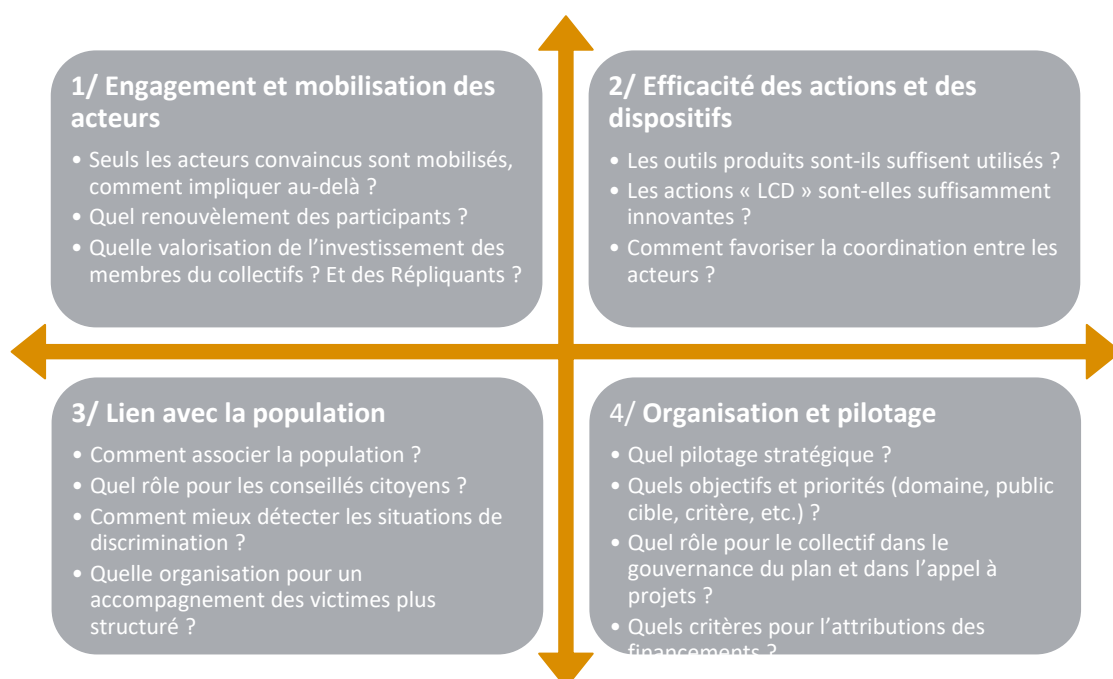 1/ Engagement et mobilisation des
acteurs
• Seuls les acteurs convaincus sont mobilisés,
comment impliquer au-delà ?
• Quel renouvèlement des participants ?
• Quelle valorisation de l’investissement des
membres du collectifs ? Et des Répliquants ?
2/ Efficacité des actions et des
dispositifs
• Les outils produits sont-ils suffisent utilisés ?
• Les actions « LCD » sont-elles suffisamment
innovantes ?
• Comment favoriser la coordination entre les
acteurs ?
3/ Lien avec la population
• Comment associer la population ?
• Quel rôle pour les conseillés citoyens ?
• Comment mieux détecter les situations de
discrimination ?
• Quelle organisation pour un
accompagnement des victimes plus
structuré ?
4/ Organisation et pilotage
• Quel pilotage stratégique ?
• Quels objectifs et priorités (domaine, public
cible, critère, etc.) ?
• Quel rôle pour le collectif dans le
gouvernance du plan et dans l’appel à
projets ?
• Quels critères pour l’attributions des
financements ?